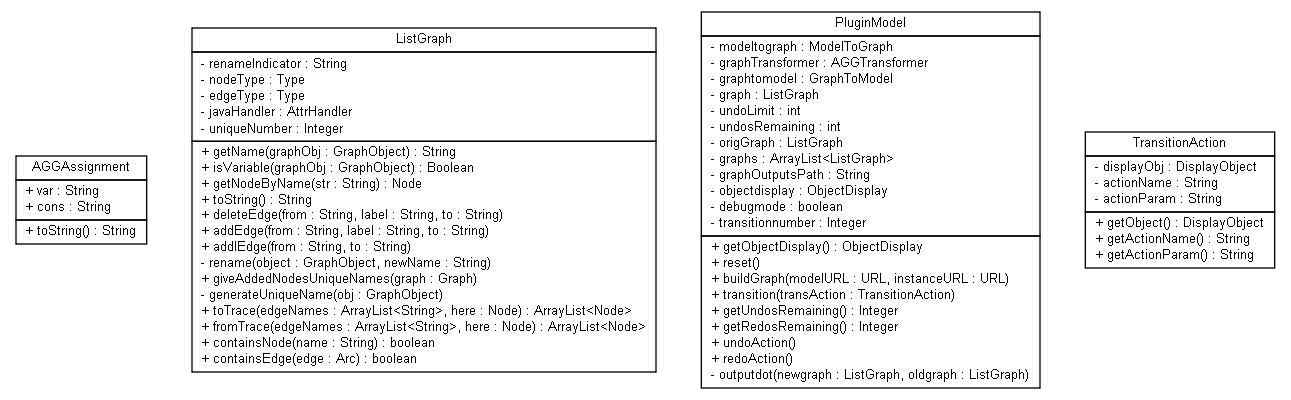 AGGAssignment
+ var : String
+ cons : String
+ toString() : String
ListGraph
- renameIndicator : String
- nodeType : Type
- edgeType : Type
- javaHandler : AttrHandler
- uniqueNumber : Integer
+ getName(graphObj : GraphObject) : String
+ isVariable(graphObj : GraphObject) : Boolean
+ getNodeByName(str : String) : Node
+ toString() : String
+ deleteEdge(from : String, label : String, to : String)
+ addEdge(from : String, label : String, to : String)
+ addIEdge(from : String, to : String)
- rename(object : GraphObject, newName : String)
+ giveAddedNodesUniqueNames(graph : Graph)
- generateUniqueName(obj : GraphObject)
+ toTrace(edgeNames : ArrayList<String>, here : Node) : ArrayList<Node>
+ fromTrace(edgeNames : ArrayList<String>, here : Node) : ArrayList<Node>
+ containsNode(name : String) : boolean
+ containsEdge(edge : Arc) : boolean
PluginModel
- modeltograph : ModelToGraph
- graphTransformer : AGGTransformer
- graphtomodel : GraphToModel
- graph : ListGraph
- undoLimit : int
- undosRemaining : int
- origGraph : ListGraph
- graphs : ArrayList<ListGraph>
- graphOutputsPath : String
- objectdisplay : ObjectDisplay
- debugmode : boolean
- transitionnumber : Integer
+ getObjectDisplay() : ObjectDisplay
+ reset()
+ buildGraph(modelURL : URL, instanceURL : URL)
+ transition(transAction : TransitionAction)
+ getUndosRemaining() : Integer
+ getRedosRemaining() : Integer
+ undoAction()
+ redoAction()
- outputdot(newgraph : ListGraph, oldgraph : ListGraph)
TransitionAction
- displayObj : DisplayObject
- actionName : String
- actionParam : String
+ getObject() : DisplayObject
+ getActionName() : String
+ getActionParam() : String